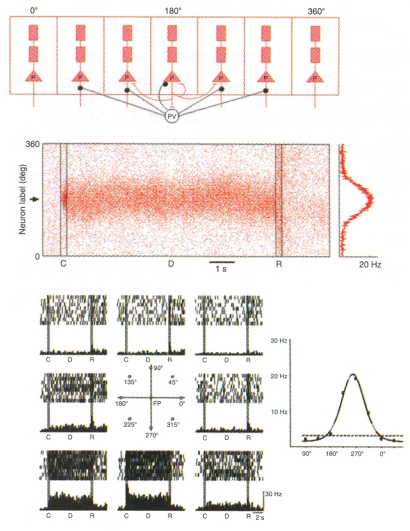 0° 180° 360°
P P P P P P P
PV
360
Neuron label (deg)
0
C D R 20 Hz
1 s
C D R C D R C D R
90°
135° 45°
180° FP 0°
225° 315°
270°
C D R C D R
30 Hz
20 Hz
10 Hz
90° 180° 270° 0°
30 Hz
C D R C D R C D R
2 s